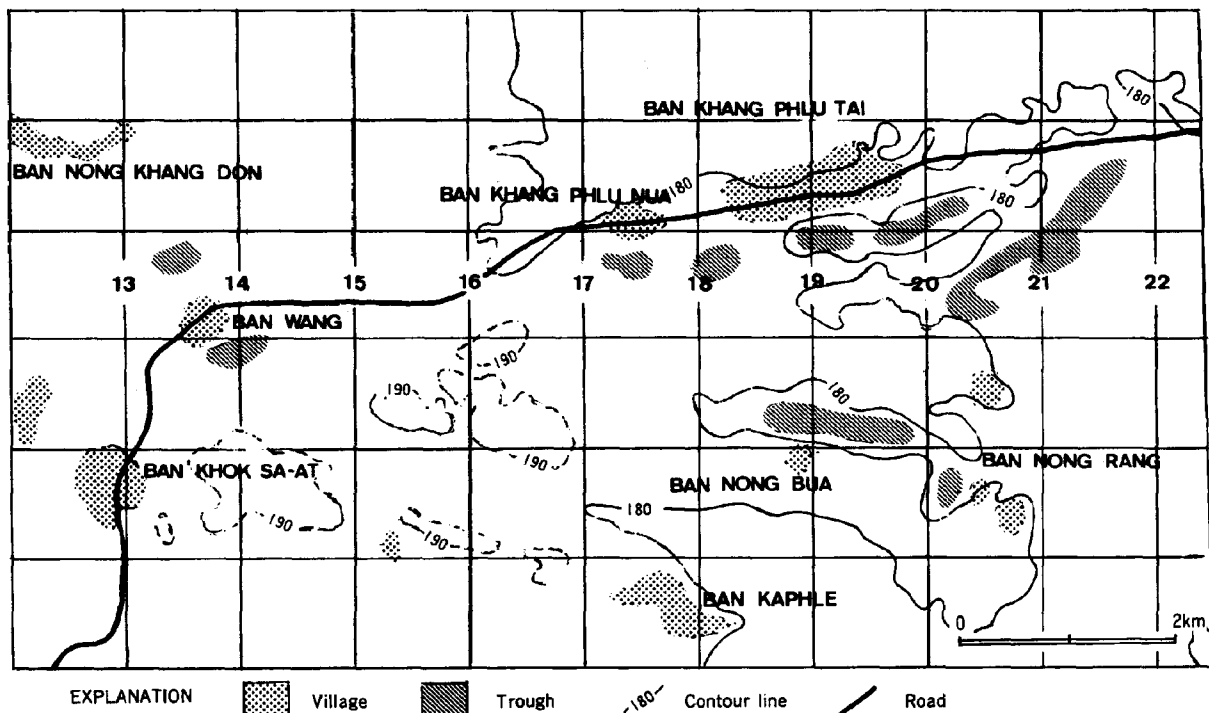 180
BAN KHANG PHLU TAI
BAN NONG KHANG DON
BAN KHANG PHLU NUA
180
180
13 14 15 16 17 18 19 20 21 22
BAN WANG
190
190
180
190
BAN KHOK SA-AT
BAN NONG RANG
BAN NONG BUA
180
190
190
BAN KAPHLE
0 2km
EXPLANATION Village Trough 180 Contour line Road